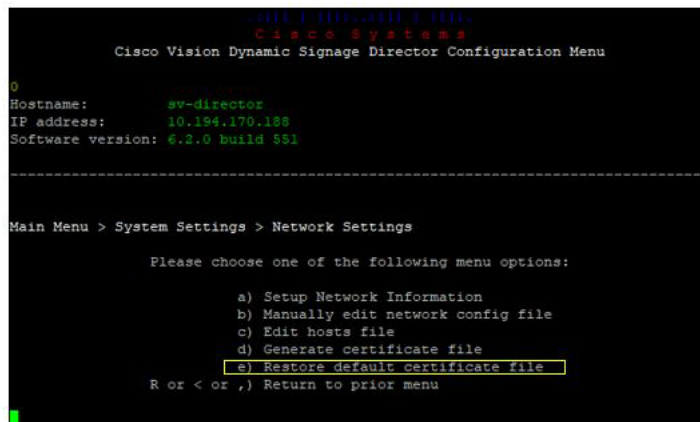 Cisco Systems
Cisco Vision Dynamic Signage Director Configuration Menu
0
Hostname: sv-director
IP address: 10.194.170.188
Software version: 6.2.0 build 551
Main Menu > System Settings > Network Settings
Please choose one of the following menu options:
a) Setup Network Information
b) Manually edit network config file
c) Edit hosts file
d) Generate certificate file
e) Restore default certificate file
R or < or ,) Return to prior menu